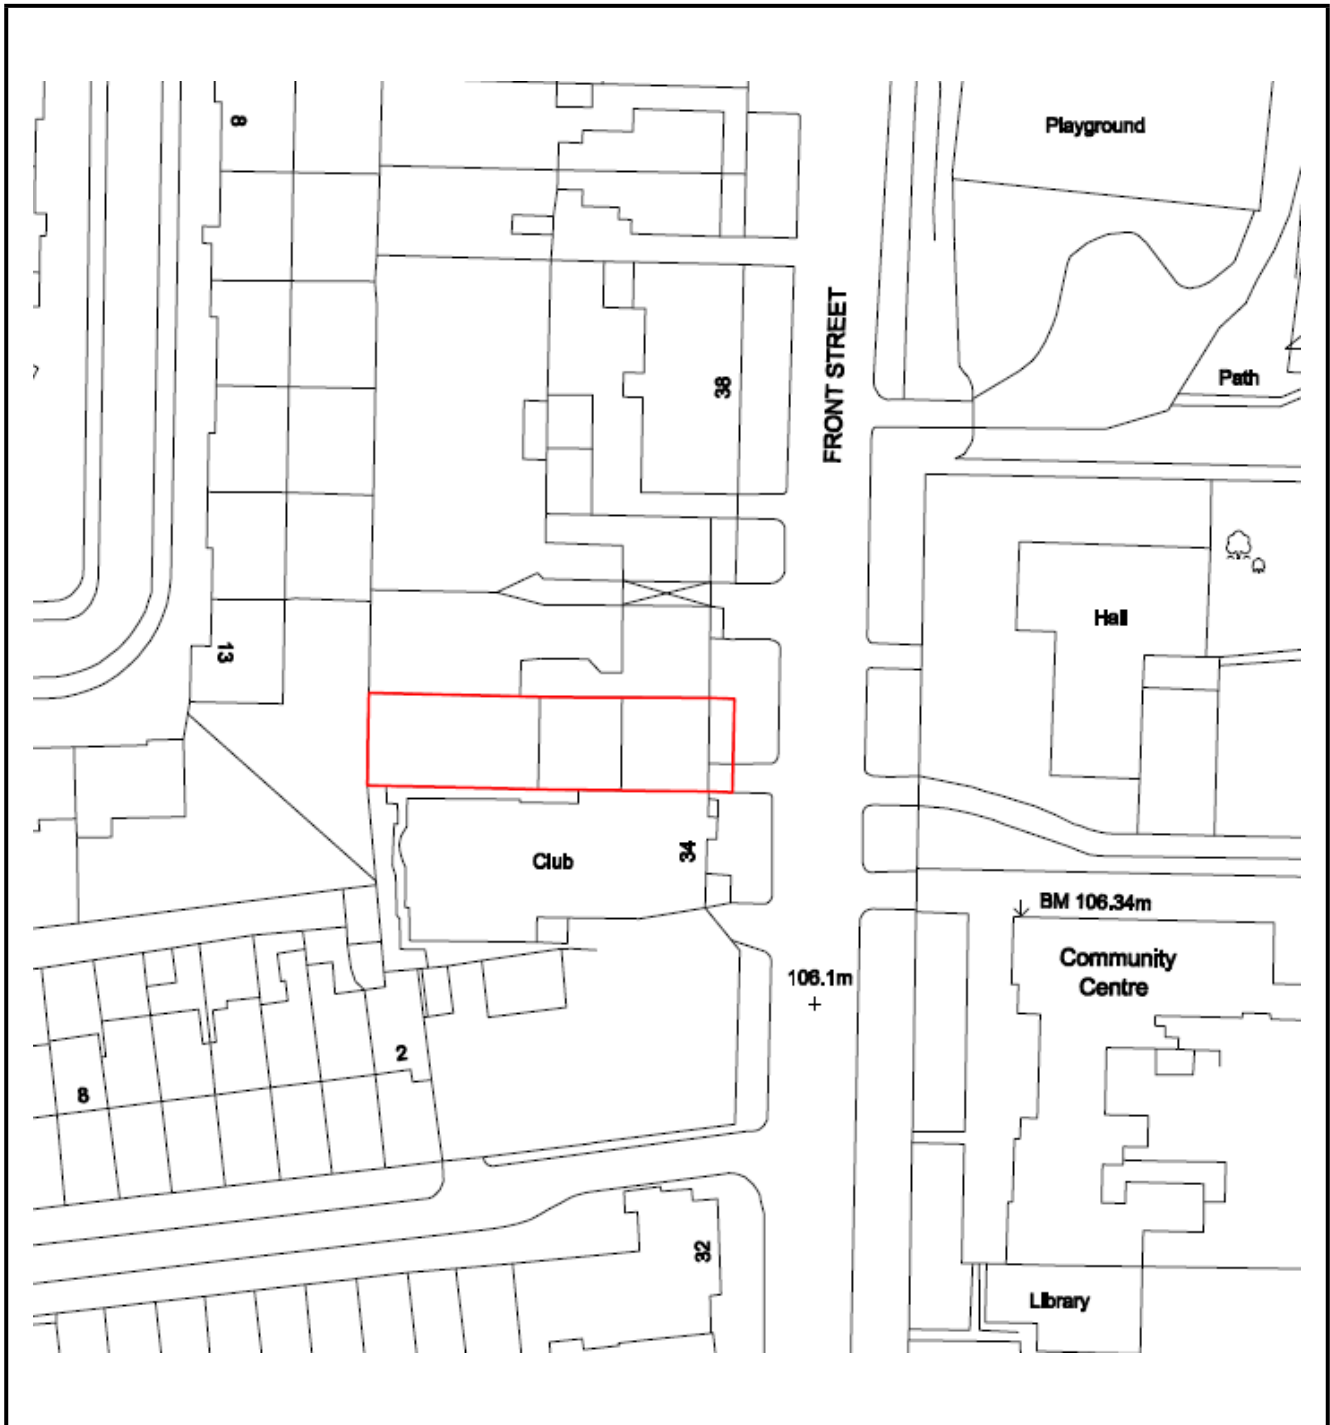 8
Playground
FRONT STREET
38
Path
Hall
13
Club
34
BM 106.34m
Community
Centre
106.1m
2
8
32
Library